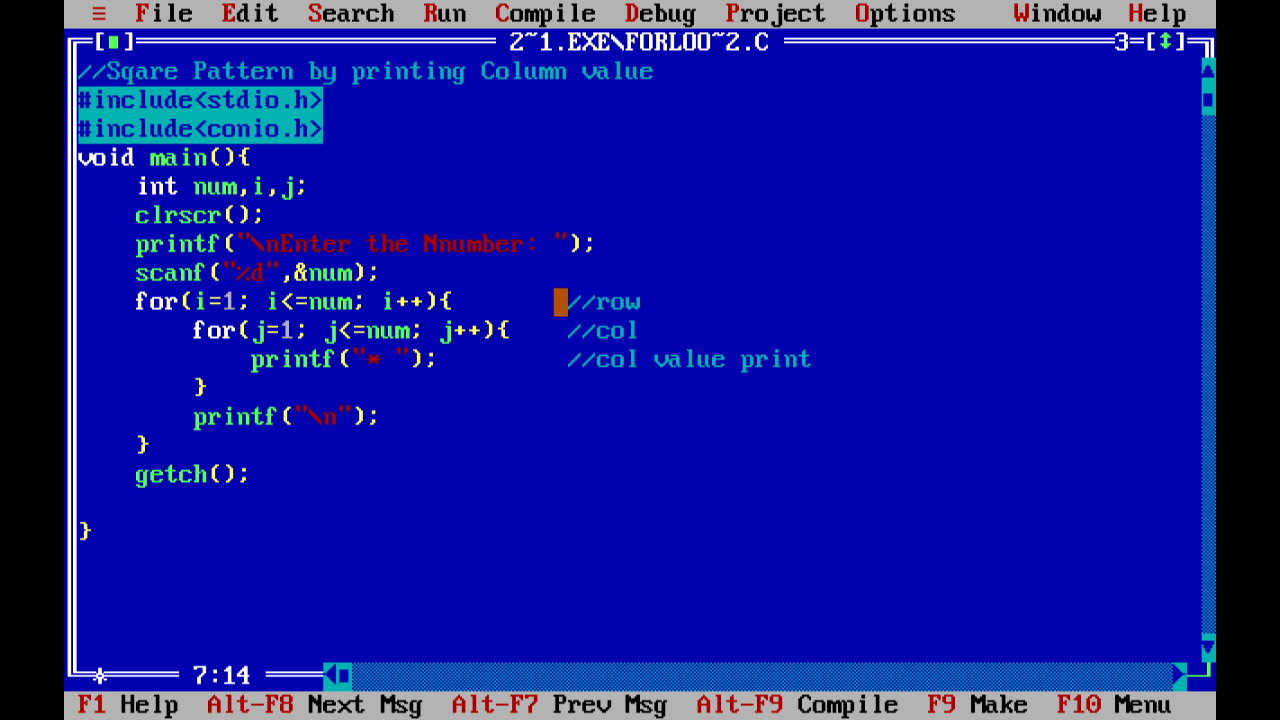 ≡ File Edit Search Run Compile Debug Project Options Window Help
[■] 2~1.EXE\FORLOO~2.C 3=[↕]
//Sqare Pattern by printing Column value
#include<stdio.h>
#include<conio.h>
void main(){
    int num,i,j;
    clrscr();
    printf("\nEnter the Nnumber: ");
    scanf("%d",&num);
    for(i=1; i<=num; i++){       //row
        for(j=1; j<=num; j++){    //col
            printf("* ");         //col value print
        }
        printf("\n");
    }
    getch();
}
7:14
F1 Help Alt-F8 Next Msg Alt-F7 Prev Msg Alt-F9 Compile F9 Make F10 Menu